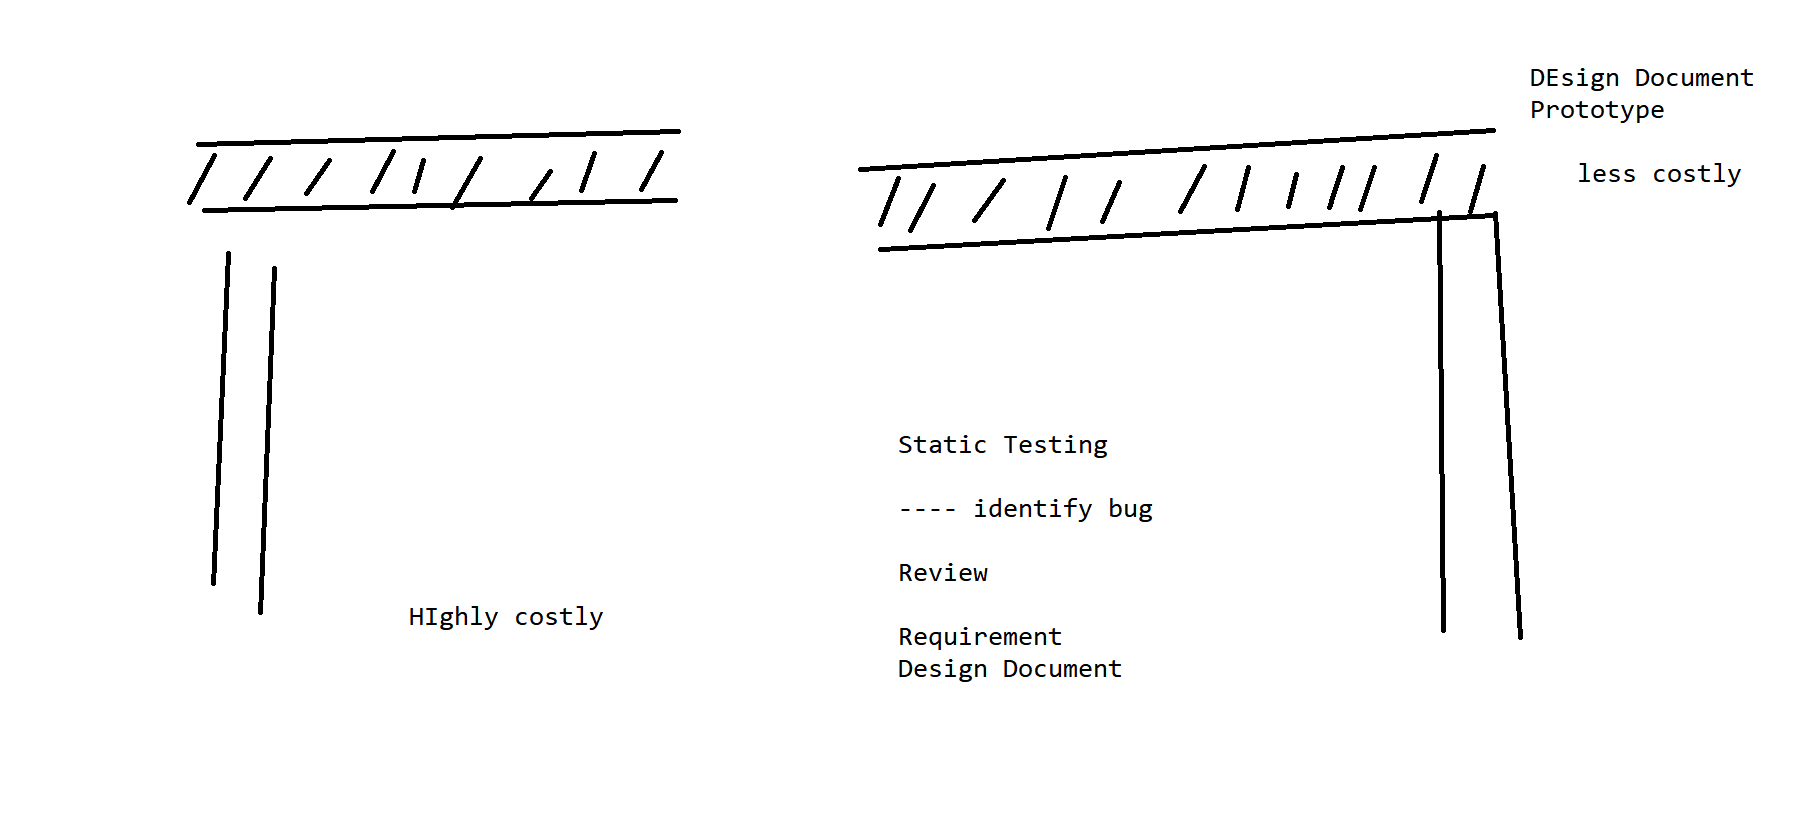 DEsign Document
Prototype
less costly
Static Testing
---- identify bug
Review
HIghly costly
Requirement
Design Document